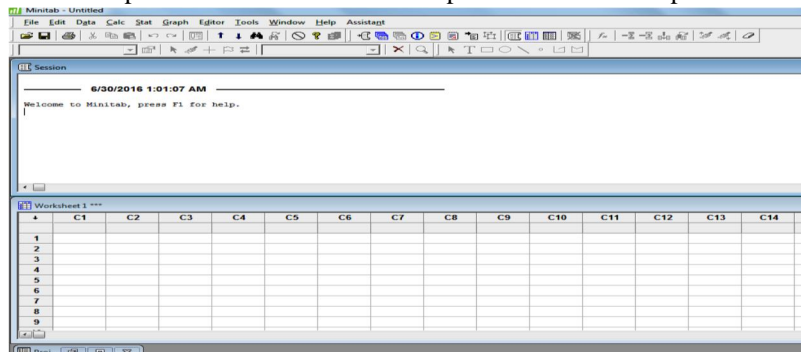 Minitab - Untitled
File Edit Data Calc Stat Graph Editor Tools Window Help Assistant
Session
6/30/2016 1:01:07 AM
Welcome to Minitab, press F1 for help.
Worksheet 1 ***
C1 C2 C3 C4 C5 C6 C7 C8 C9 C10 C11 C12 C13 C14
1
2
3
4
5
6
7
8
9